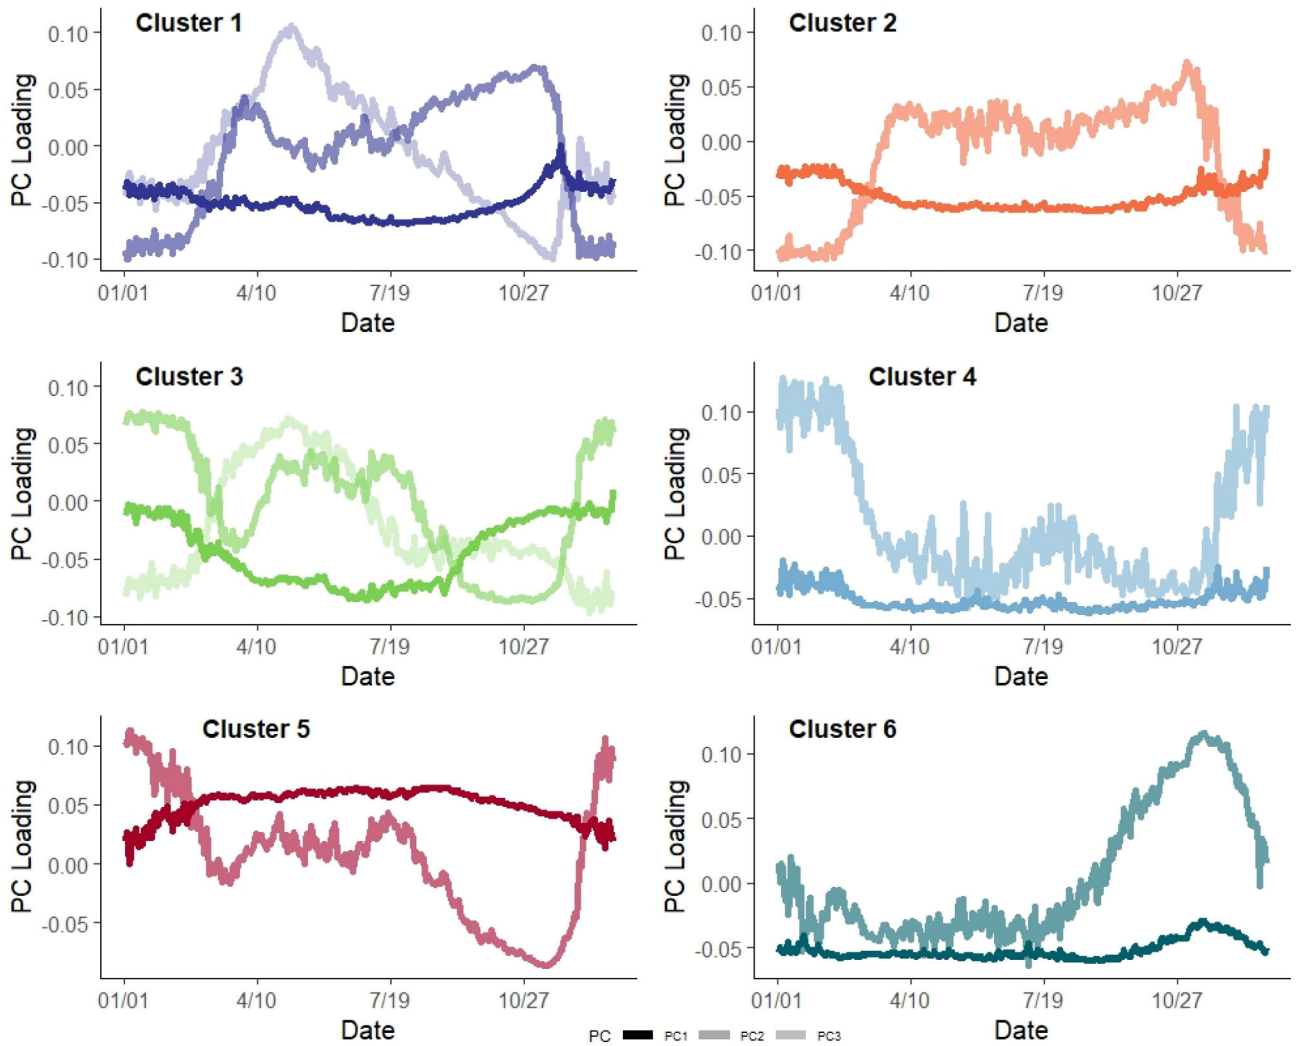 Cluster 1
0.10
0.05
0.00
-0.05
-0.10
PC Loading
01/01 4/10 7/19 10/27
Date
Cluster 2
0.10
0.05
0.00
-0.05
-0.10
PC Loading
01/01 4/10 7/19 10/27
Date
Cluster 3
0.10
0.05
0.00
-0.05
-0.10
PC Loading
01/01 4/10 7/19 10/27
Date
Cluster 4
0.10
0.05
0.00
-0.05
PC Loading
01/01 4/10 7/19 10/27
Date
Cluster 5
0.10
0.05
0.00
-0.05
PC Loading
01/01 4/10 7/19 10/27
Date
Cluster 6
0.10
0.05
0.00
-0.05
PC Loading
01/01 4/10 7/19 10/27
Date
PC PC1 PC2 PC3